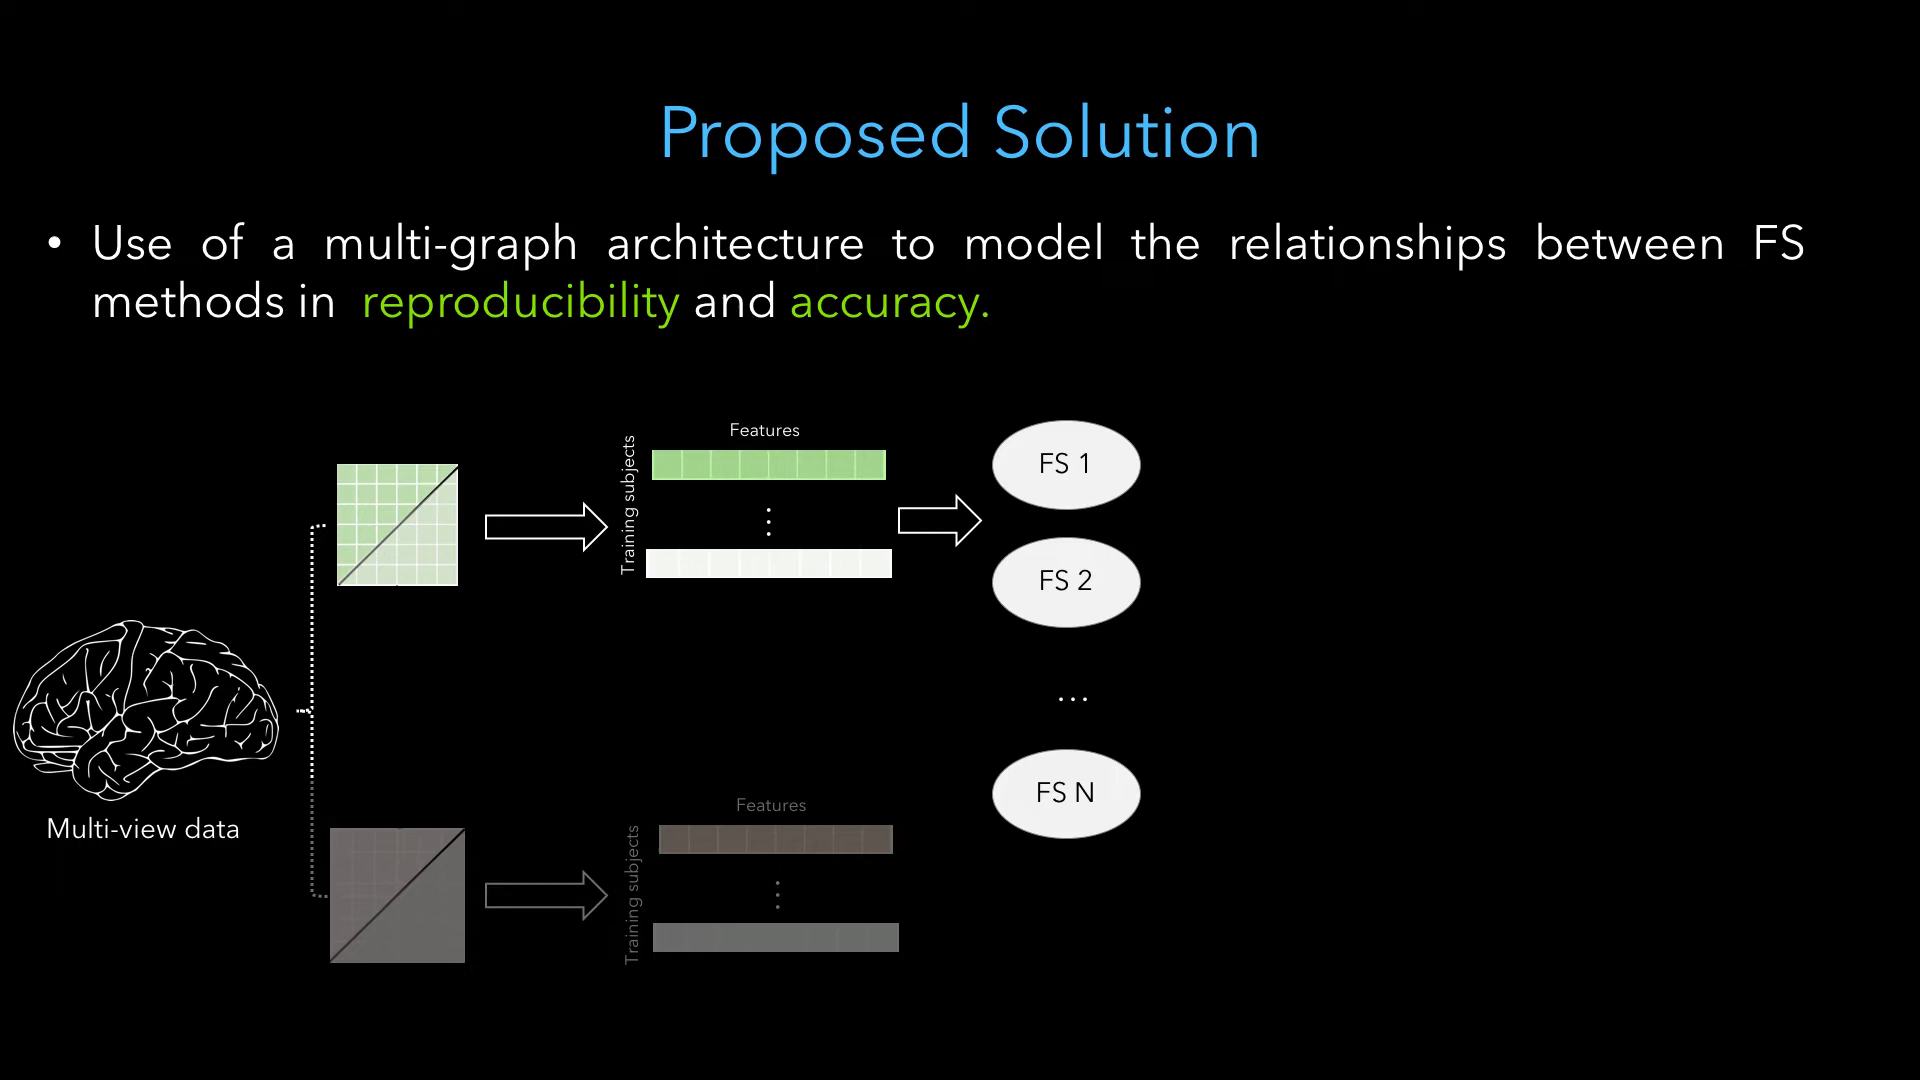 Proposed Solution
• Use of a multi-graph architecture to model the relationships between FS
methods in reproducibility and accuracy.
Features
Training subjects
FS 1
FS 2
...
FS N
Multi-view data
Features
Training subjects